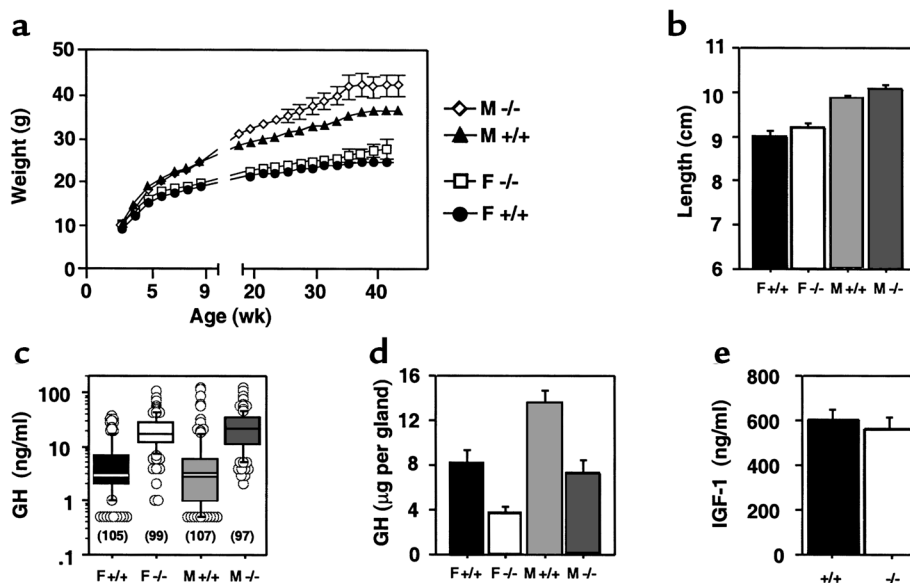 a
50
40
30
20
10
0
Weight (g)
0 5 9 20 30 40
Age (wk)
M -/-
M +/+
F -/-
F +/+
b
11
10
9
8
7
6
Length (cm)
F +/+ F -/- M +/+ M -/-
c
100
10
1
.1
GH (ng/ml)
(105) (99) (107) (97)
F +/+ F -/- M +/+ M -/-
d
16
12
8
4
0
GH (μg per gland)
F +/+ F -/- M +/+ M -/-
e
800
600
400
200
0
IGF-1 (ng/ml)
+/+ -/-